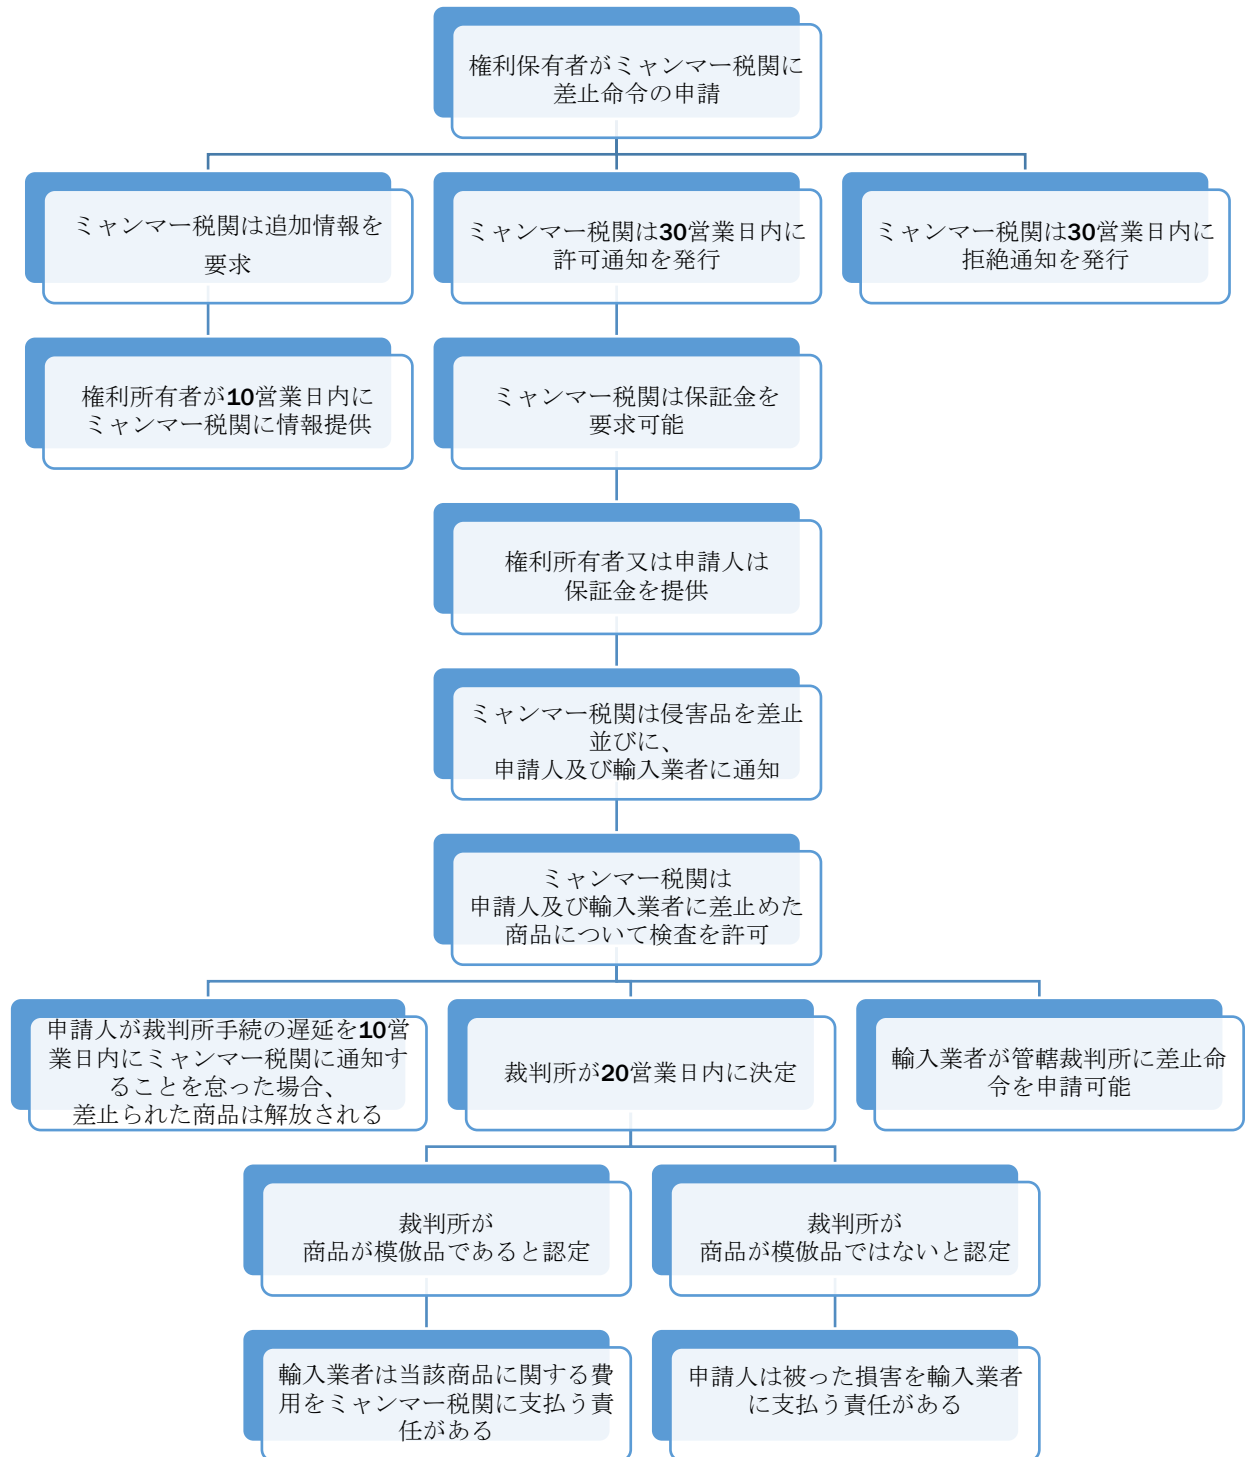 権利保有者がミャンマー税関に
差止命令の申請
ミャンマー税関は追加情報を
要求
ミャンマー税関は30営業日内に
許可通知を発行
ミャンマー税関は30営業日内に
拒絶通知を発行
権利所有者が10営業日内に
ミャンマー税関に情報提供
ミャンマー税関は保証金を
要求可能
権利所有者又は申請人は
保証金を提供
ミャンマー税関は侵害品を差止
並びに、
申請人及び輸入業者に通知
ミャンマー税関は
申請人及び輸入業者に差止めた
商品について検査を許可
申請人が裁判所手続の遅延を10営
業日内にミャンマー税関に通知す
ることを怠った場合、
差止られた商品は解放される
裁判所が20営業日内に決定
輸入業者が管轄裁判所に差止命
令を申請可能
裁判所が
商品が模倣品であると認定
裁判所が
商品が模倣品ではないと認定
輸入業者は当該商品に関する費
用をミャンマー税関に支払う責
任がある
申請人は被った損害を輸入業者
に支払う責任がある